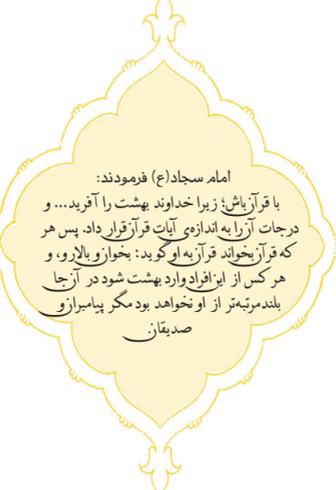 امام سجاد(ع) فرمودند:
با قرآن باش؛ زیرا خداوند بهشت را آفرید... و
درجات آن را به اندازه‌ی آیات قرآن قرار داد. پس هر
که قرآن بخواند قرآن به او گوید: بخوان و بالا رو، و
هر کس از این افراد وارد بهشت شود در آن جا
بلندمرتبه‌تر از او نخواهد بود مگر پیامبران و
صدیقان.